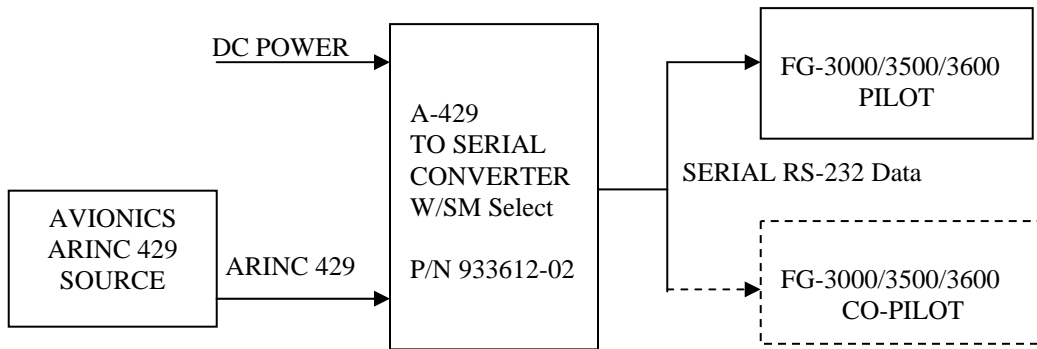 DC POWER
AVIONICS
ARINC 429
SOURCE
ARINC 429
A-429
TO SERIAL
CONVERTER
W/SM Select
P/N 933612-02
FG-3000/3500/3600
PILOT
SERIAL RS-232 Data
FG-3000/3500/3600
CO-PILOT